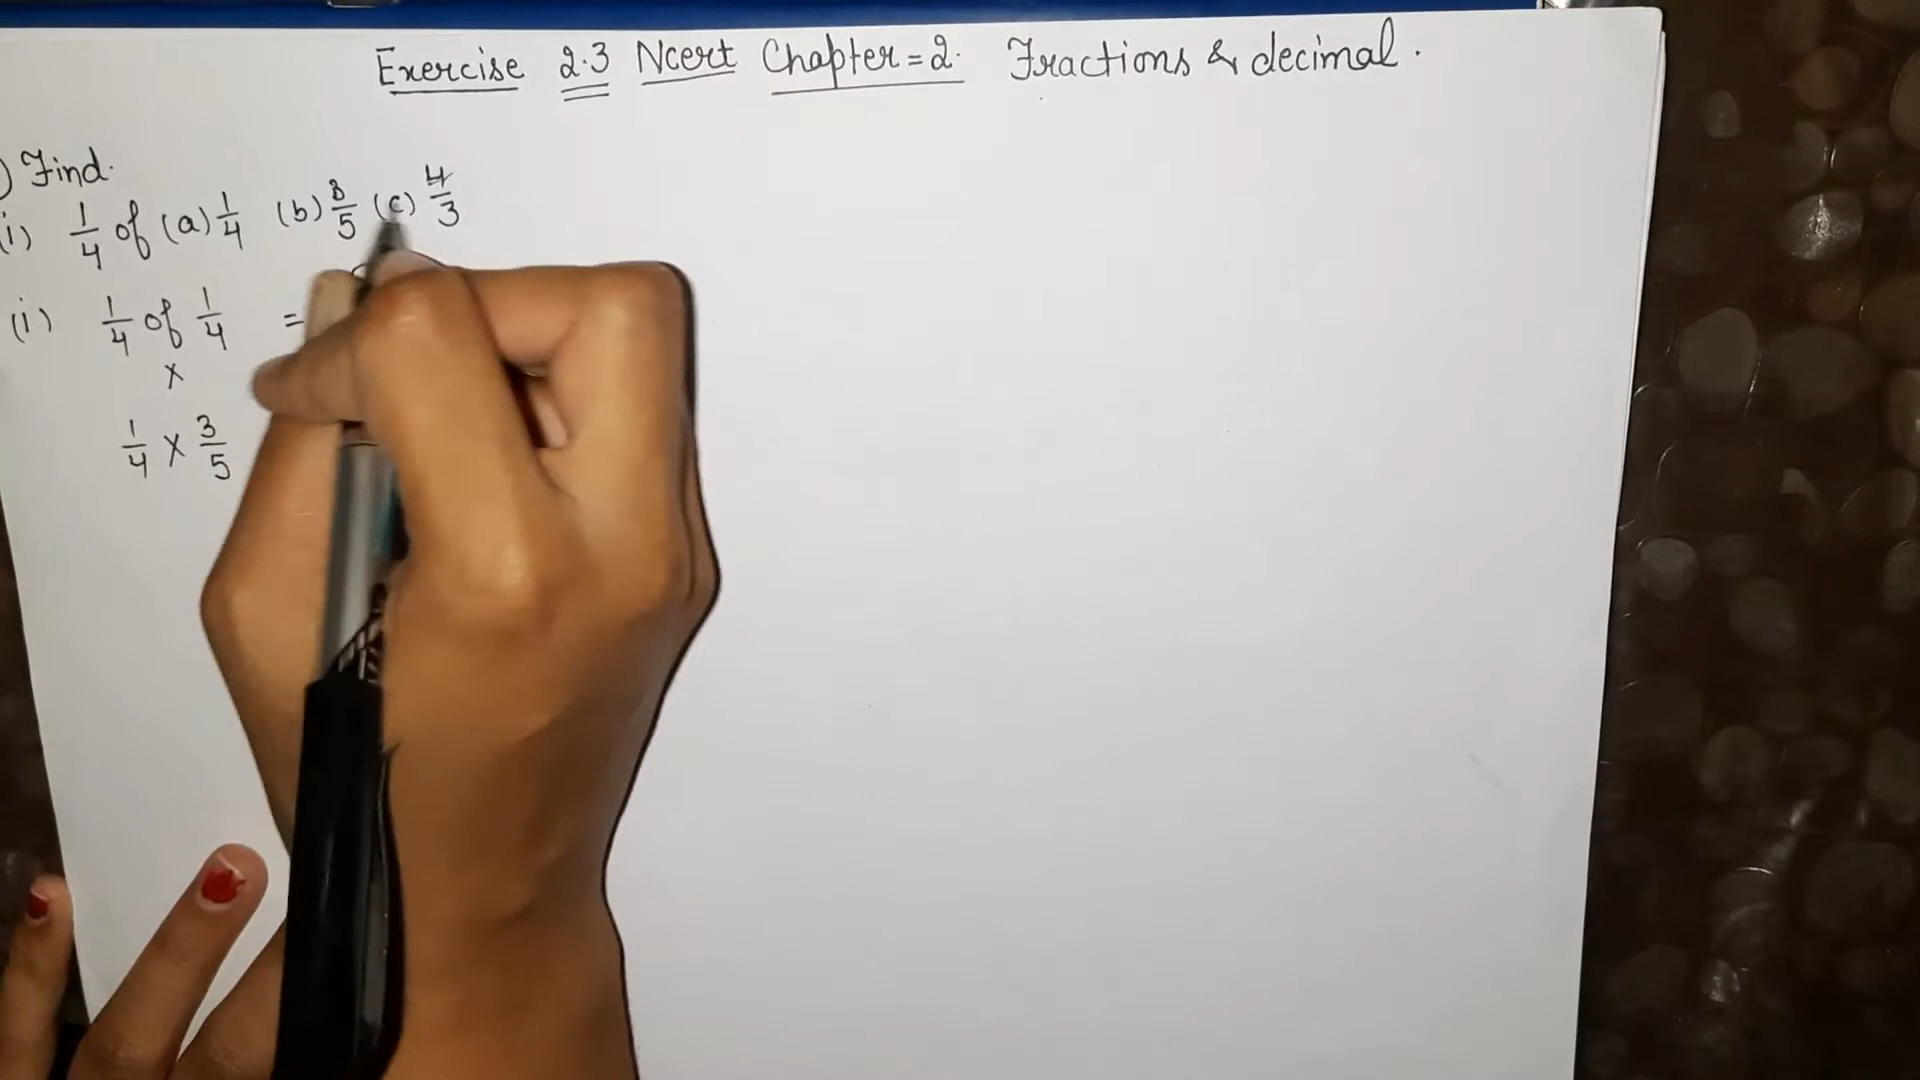 Exercise 2.3 Ncert Chapter = 2. Fractions & decimal.
) Find.
(i) 1/4 of (a) 1/4 (b) 3/5 (c) 4/3
(i) 1/4 of 1/4 =
x
1/4 x 3/5